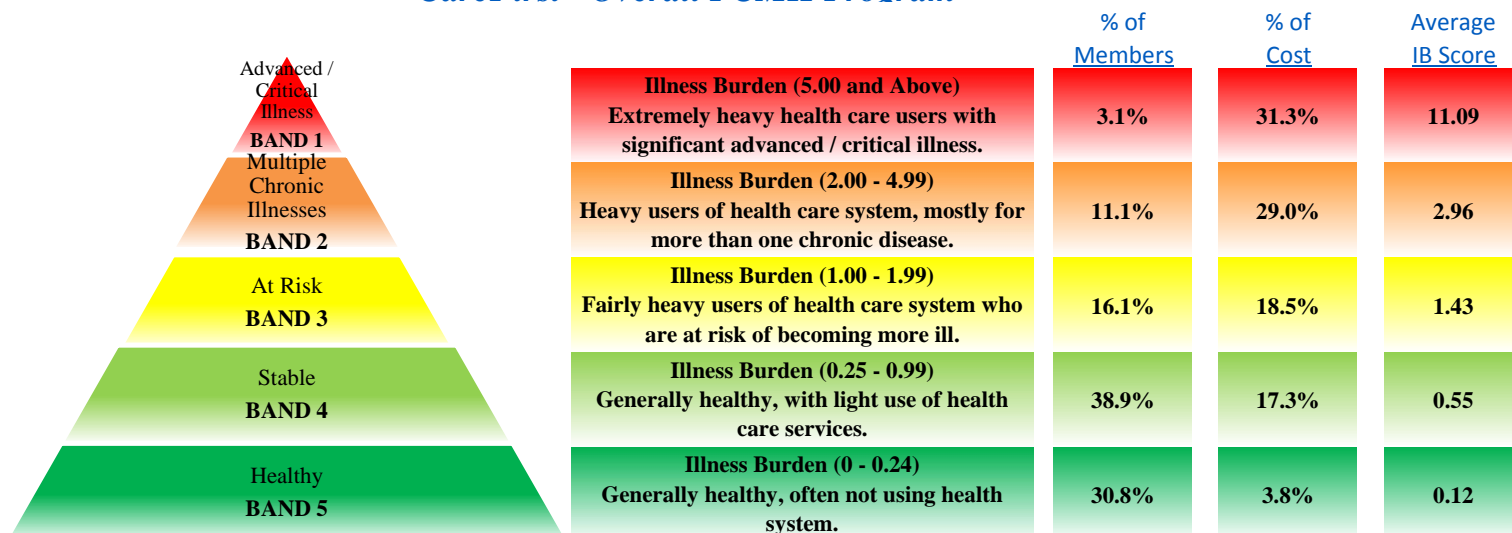 % of
Members
% of
Cost
Average
IB Score
Advanced /
Critical
Illness
BAND 1
Illness Burden (5.00 and Above)
Extremely heavy health care users with
significant advanced / critical illness.
3.1%
31.3%
11.09
Multiple
Chronic
Illnesses
BAND 2
Illness Burden (2.00 - 4.99)
Heavy users of health care system, mostly for
more than one chronic disease.
11.1%
29.0%
2.96
At Risk
BAND 3
Illness Burden (1.00 - 1.99)
Fairly heavy users of health care system who
are at risk of becoming more ill.
16.1%
18.5%
1.43
Stable
BAND 4
Illness Burden (0.25 - 0.99)
Generally healthy, with light use of health
care services.
38.9%
17.3%
0.55
Healthy
BAND 5
Illness Burden (0 - 0.24)
Generally healthy, often not using health
system.
30.8%
3.8%
0.12